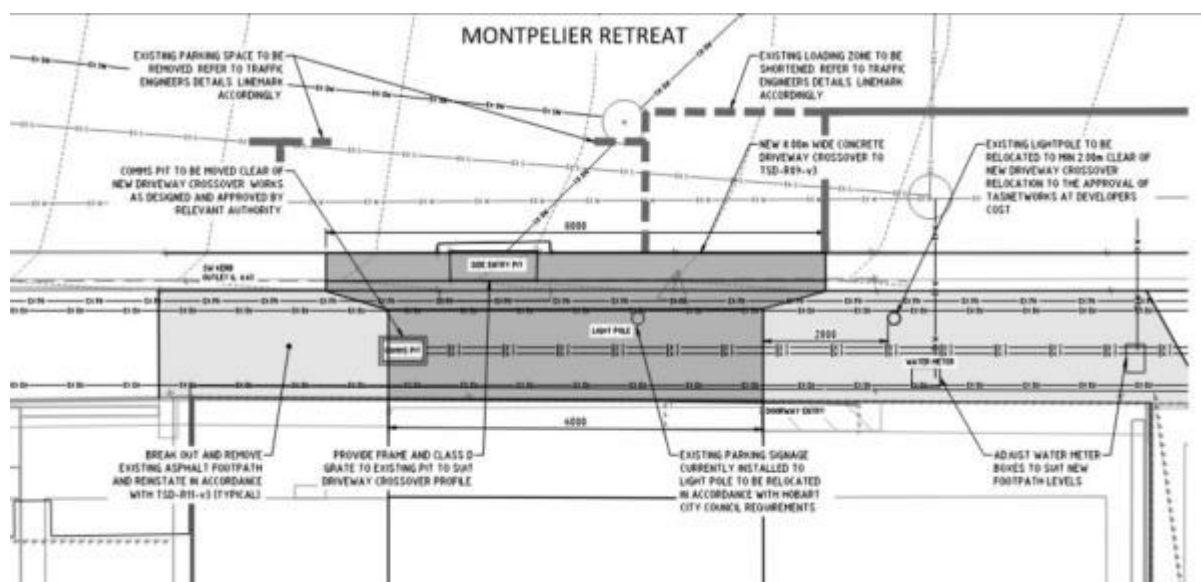 MONTPELIER RETREAT
EXISTING PARKING SPACE TO BE
REMOVED. REFER TO TRAFFIC
ENGINEERS DETAILS. LINEMARK
ACCORDINGLY
EXISTING LOADING ZONE TO BE
SHORTENED. REFER TO TRAFFIC
ENGINEERS DETAILS. LINEMARK
ACCORDINGLY
COMMS PIT TO BE MOVED CLEAR OF
NEW DRIVEWAY CROSSOVER WORKS
AS DESIGNED AND APPROVED BY
RELEVANT AUTHORITY
NEW 8.00m WIDE CONCRETE
DRIVEWAY CROSSOVER TO
TSD-R09-v3
EXISTING LIGHTPOLE TO BE
RELOCATED TO MIN 2.00m CLEAR OF
NEW DRIVEWAY CROSSOVER
RELOCATION TO THE APPROVAL OF
TASNETWORKS AT DEVELOPERS
COST
8000
SIDE ENTRY PIT
LIGHT POLE
2000
COMMS PIT
WATER METER
DOORWAY ENTRY
6000
BREAK OUT AND REMOVE
EXISTING ASPHALT FOOTPATH
AND REINSTATE IN ACCORDANCE
WITH TSD-R11-v3 (TYPICAL)
PROVIDE FRAME AND CLASS D
GRATE TO EXISTING PIT TO SUIT
DRIVEWAY CROSSOVER PROFILE
EXISTING PARKING SIGNAGE
CURRENTLY INSTALLED TO
LIGHT POLE TO BE RELOCATED
IN ACCORDANCE WITH HOBART
CITY COUNCIL REQUIREMENTS
ADJUST WATER METER
BOXES TO SUIT NEW
FOOTPATH LEVELS